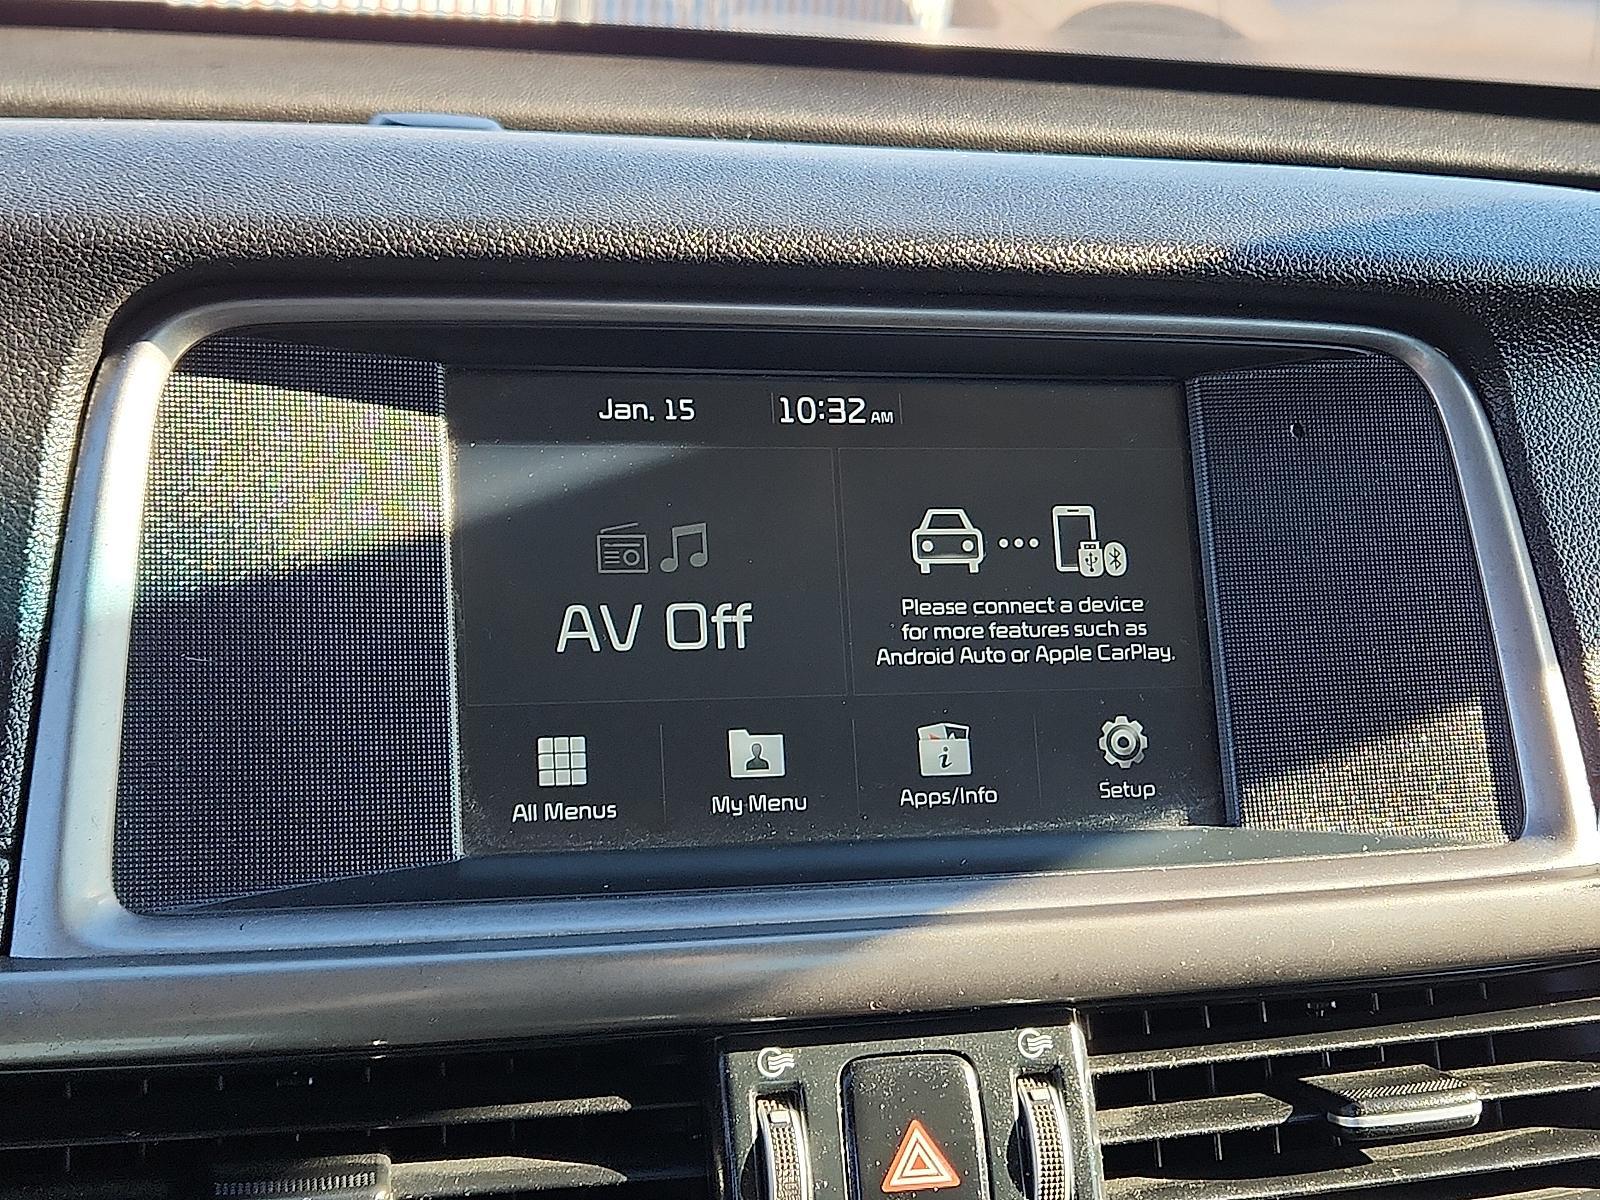 Jan. 15 10:32 AM
AV Off
Please connect a device
for more features such as
Android Auto or Apple CarPlay.
All Menus My Menu Apps/Info Setup